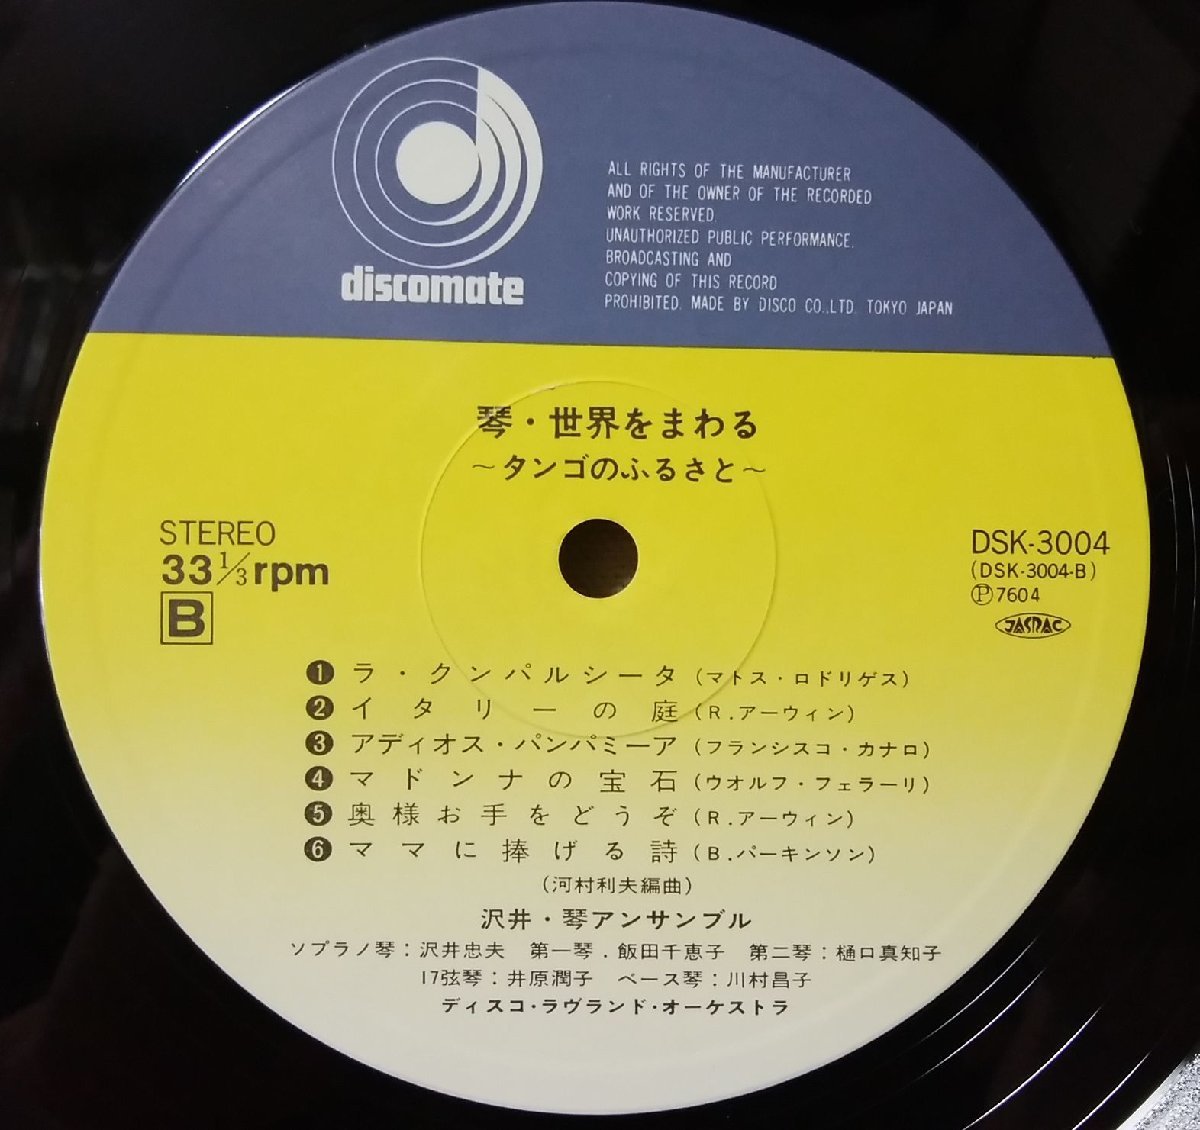 discomate
ALL RIGHTS OF THE MANUFACTURER
AND OF THE OWNER OF THE RECORDED
WORK RESERVED.
UNAUTHORIZED PUBLIC PERFORMANCE.
BROADCASTING AND
COPYING OF THIS RECORD
PROHIBITED. MADE BY DISCO CO.,LTD. TOKYO JAPAN
琴・世界をまわる
~タンゴのふるさと~
STEREO
33 1/3 rpm
B
DSK-3004
(DSK-3004-B)
Ⓟ7604
JASRAC
❶ ラ・クンパルシータ (マトス・ロドリゲス)
❷ イタリーの庭 (R.アーウィン)
❸ アディオス・パンパミーア (フランシスコ・カナロ)
❹ マドンナの宝石 (ウオルフ・フェラーリ)
❺ 奥様お手をどうぞ (R.アーウィン)
❻ ママに捧げる詩 (B.パーキンソン)
(河村利夫編曲)
沢井・琴アンサンブル
ソプラノ琴:沢井忠夫 第一琴.飯田千恵子 第二琴:樋口真知子
17弦琴:井原潤子 ベース琴:川村昌子
ディスコ・ラヴランド・オーケストラ